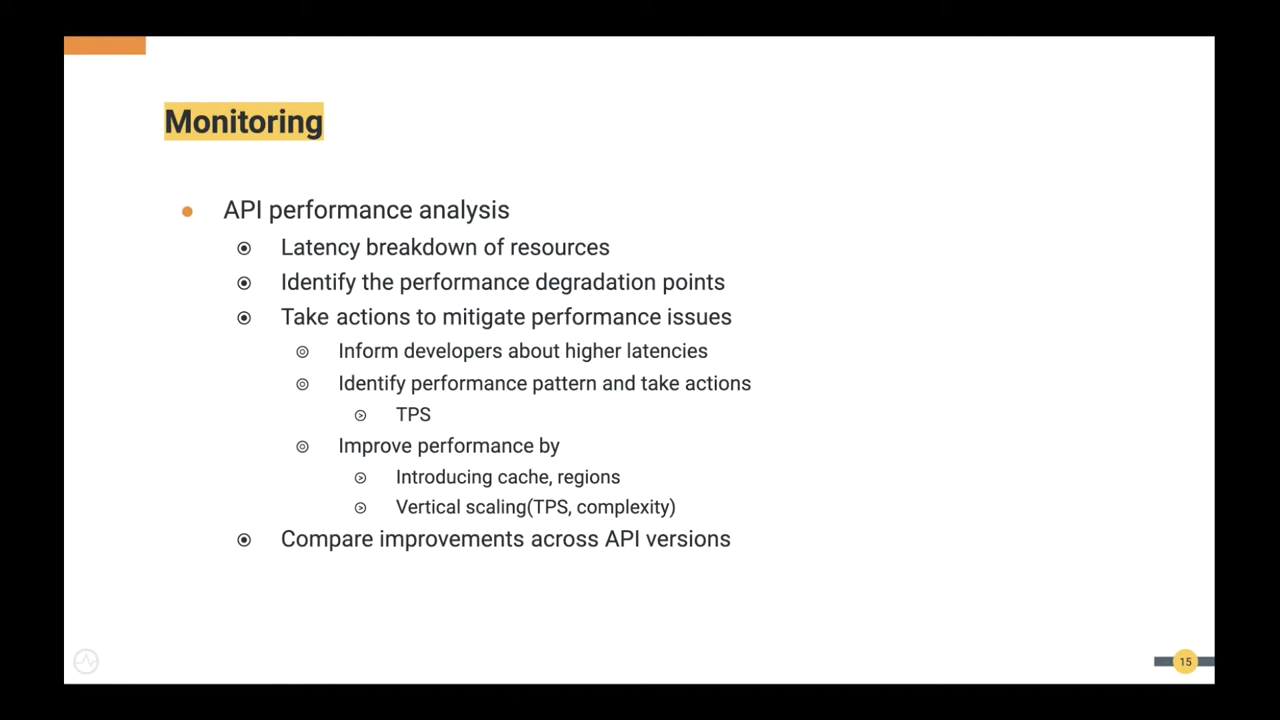 Monitoring
API performance analysis
Latency breakdown of resources
Identify the performance degradation points
Take actions to mitigate performance issues
Inform developers about higher latencies
Identify performance pattern and take actions
TPS
Improve performance by
Introducing cache, regions
Vertical scaling(TPS, complexity)
Compare improvements across API versions
15